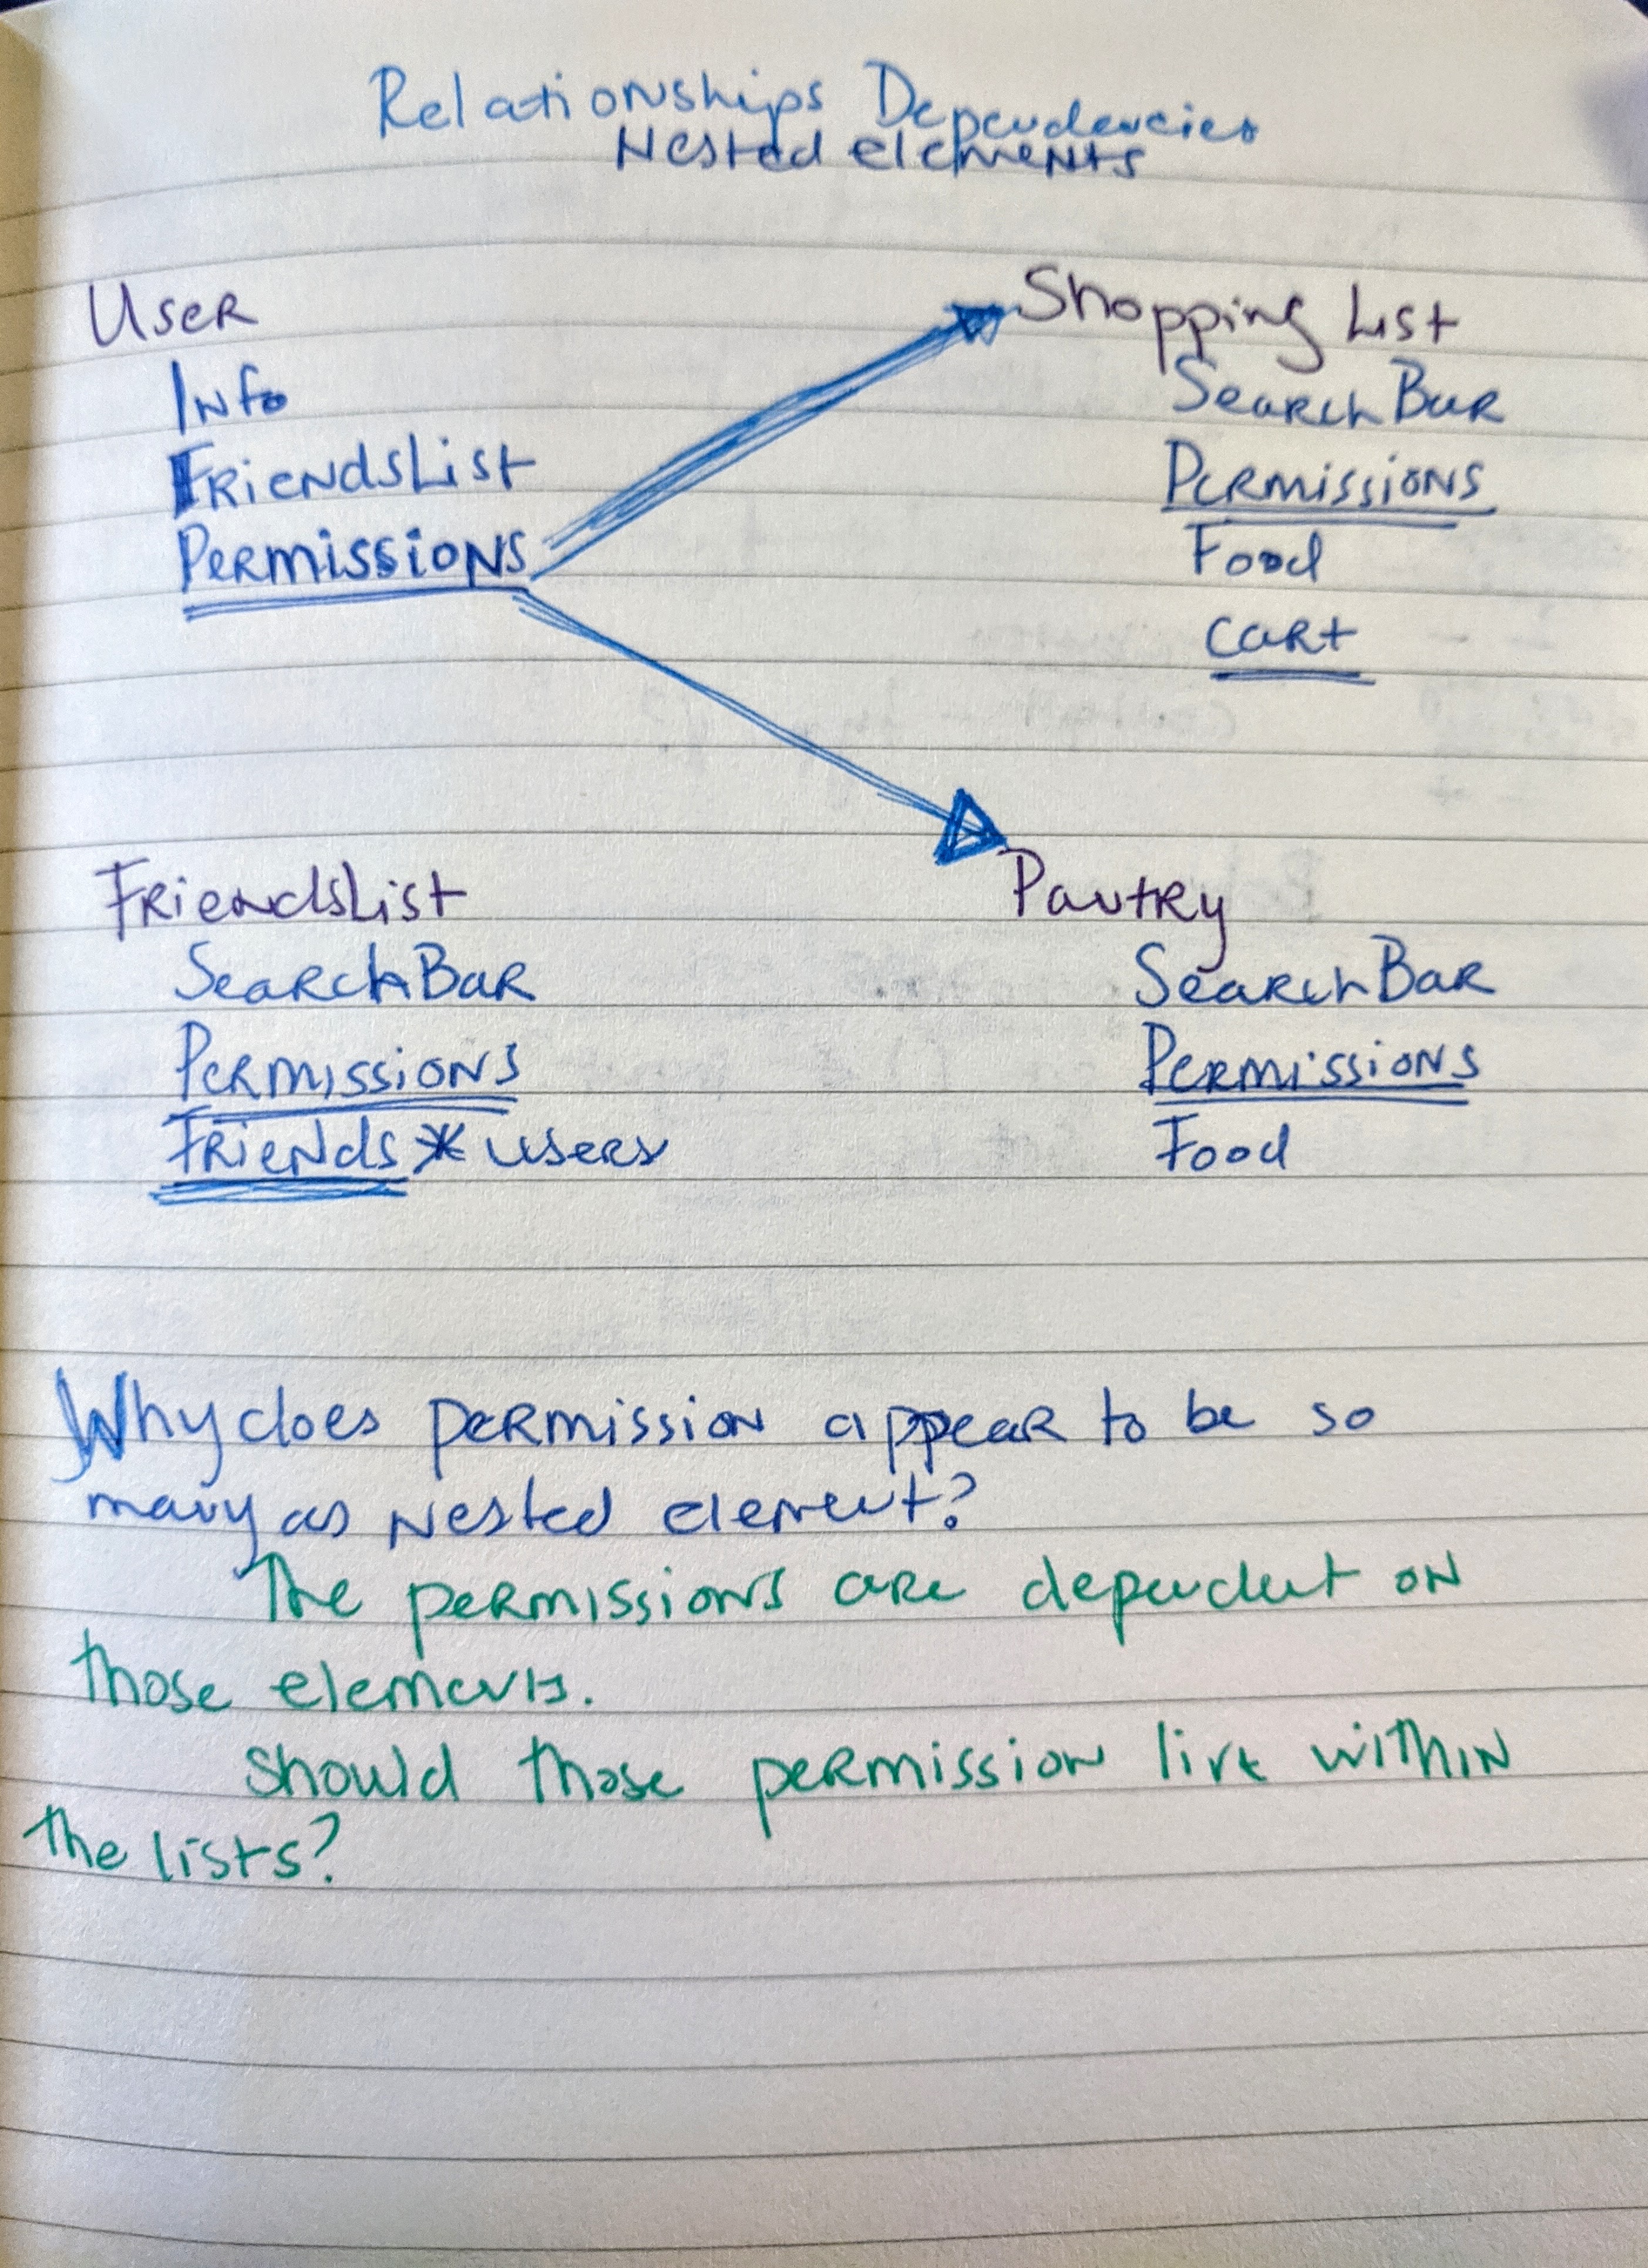 Relationships Dependencies
Nested elements
User
Info
FriendsList
Permissions
Shopping List
SearchBar
Permissions
Food
cart
FriendsList
SearchBar
Permissions
Friends * users
Pantry
SearchBar
Permissions
Food
Why does permission appear to be so
many as nested element?
The permissions are dependent on
those elements.
should those permission live within
the lists?